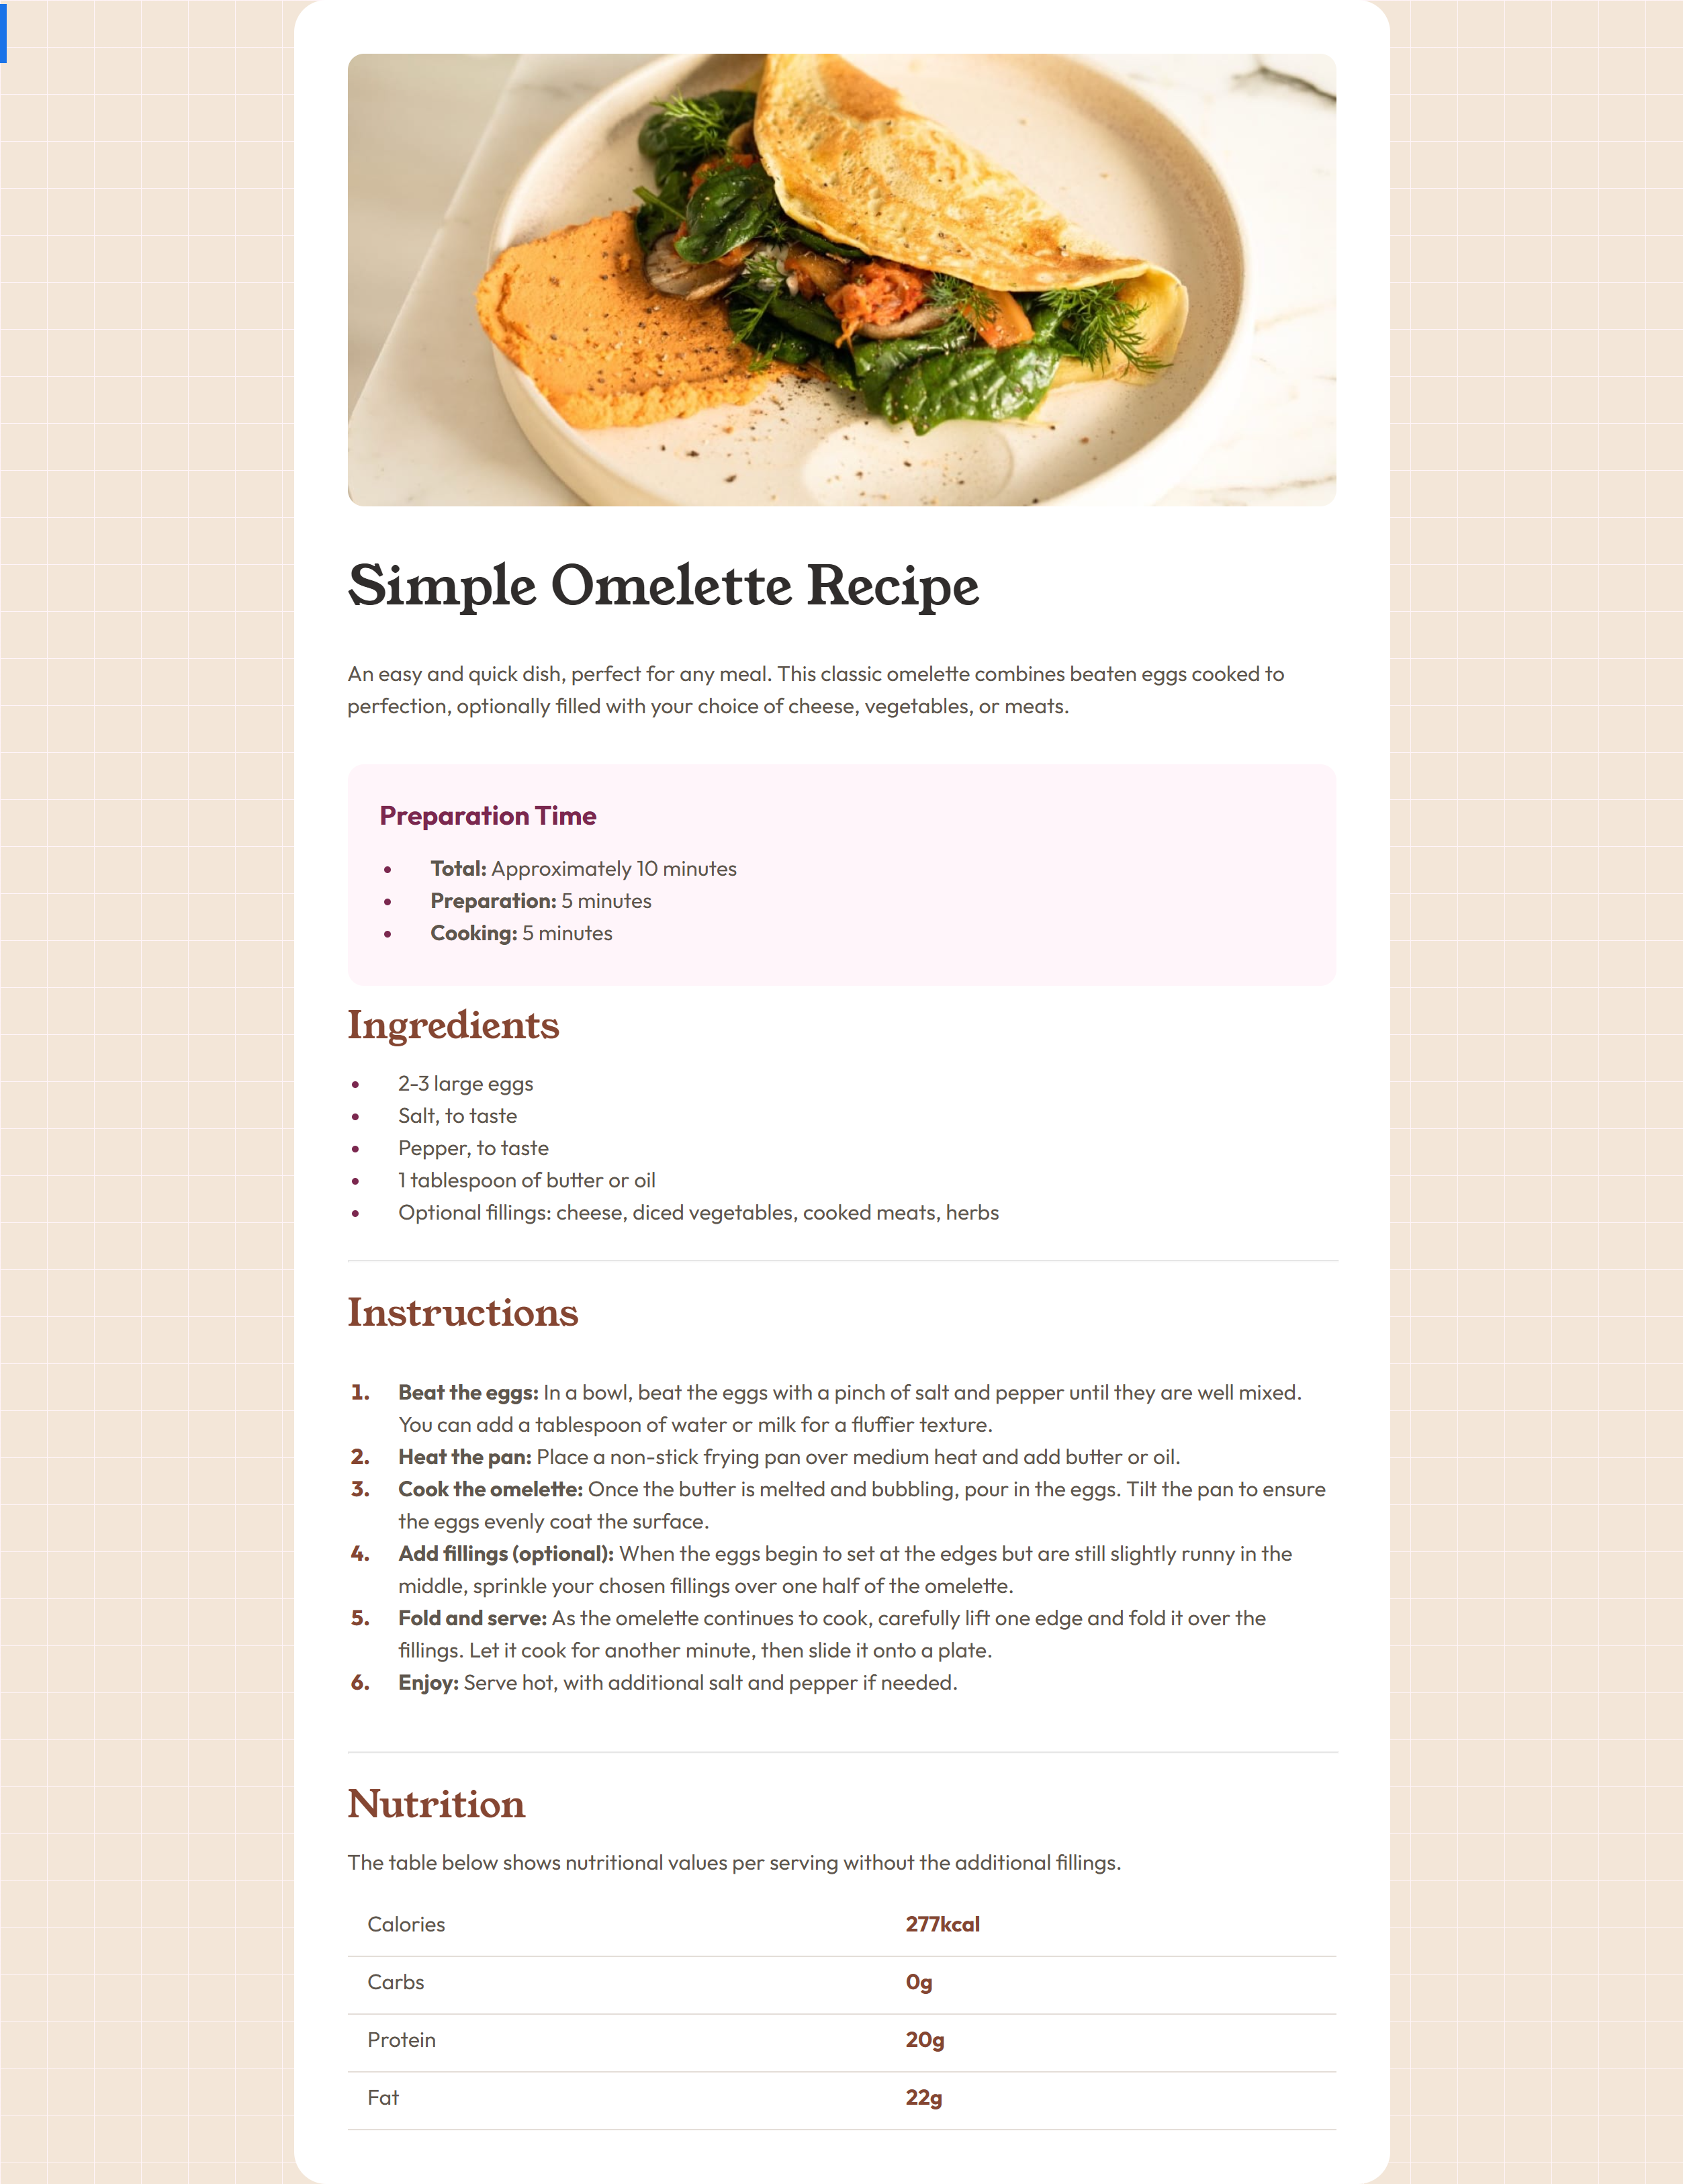 Simple Omelette Recipe
An easy and quick dish, perfect for any meal. This classic omelette combines beaten eggs cooked to
perfection, optionally filled with your choice of cheese, vegetables, or meats.
Preparation Time
• Total: Approximately 10 minutes
• Preparation: 5 minutes
• Cooking: 5 minutes
Ingredients
• 2-3 large eggs
• Salt, to taste
• Pepper, to taste
• 1 tablespoon of butter or oil
• Optional fillings: cheese, diced vegetables, cooked meats, herbs
Instructions
1. Beat the eggs: In a bowl, beat the eggs with a pinch of salt and pepper until they are well mixed.
You can add a tablespoon of water or milk for a fluffier texture.
2. Heat the pan: Place a non-stick frying pan over medium heat and add butter or oil.
3. Cook the omelette: Once the butter is melted and bubbling, pour in the eggs. Tilt the pan to ensure
the eggs evenly coat the surface.
4. Add fillings (optional): When the eggs begin to set at the edges but are still slightly runny in the
middle, sprinkle your chosen fillings over one half of the omelette.
5. Fold and serve: As the omelette continues to cook, carefully lift one edge and fold it over the
fillings. Let it cook for another minute, then slide it onto a plate.
6. Enjoy: Serve hot, with additional salt and pepper if needed.
Nutrition
The table below shows nutritional values per serving without the additional fillings.
Calories 277kcal
Carbs 0g
Protein 20g
Fat 22g